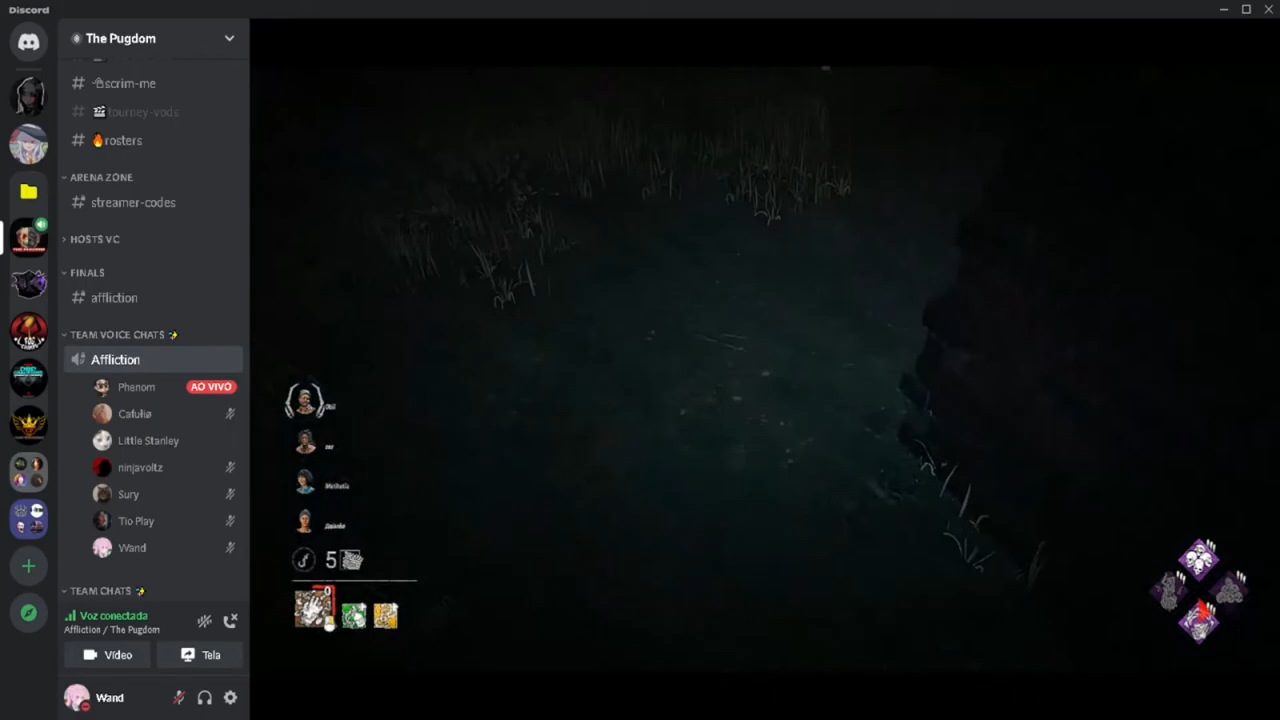 Discord
The Pugdom
scrim-me
tourney-vods
rosters
ARENA ZONE
streamer-codes
HOSTS VC
FINALS
affliction
TEAM VOICE CHATS
Affliction
Phenom AO VIVO
Cafulia
Little Stanley
ninjavoltz
Sury
Tio Play
Wand
TEAM CHATS
Voz conectada
Affliction / The Pugdom
Vídeo Tela
Wand
5
0